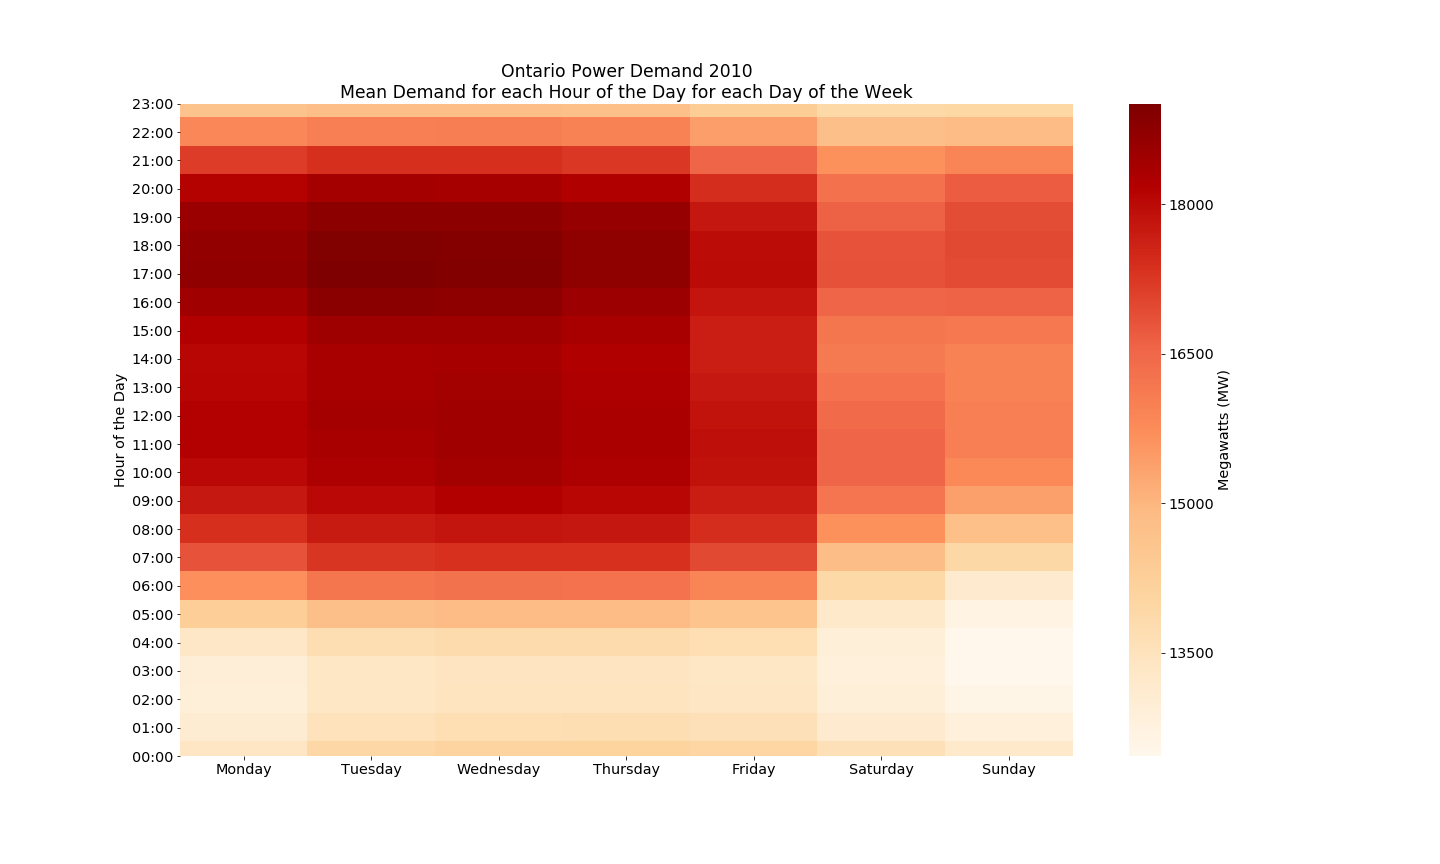 Ontario Power Demand 2010
Mean Demand for each Hour of the Day for each Day of the Week
23:00
22:00
21:00
20:00
19:00
18:00
17:00
16:00
15:00
14:00
13:00
12:00
11:00
10:00
09:00
08:00
07:00
06:00
05:00
04:00
03:00
02:00
01:00
00:00
Hour of the Day
Monday
Tuesday
Wednesday
Thursday
Friday
Saturday
Sunday
18000
16500
15000
13500
Megawatts (MW)